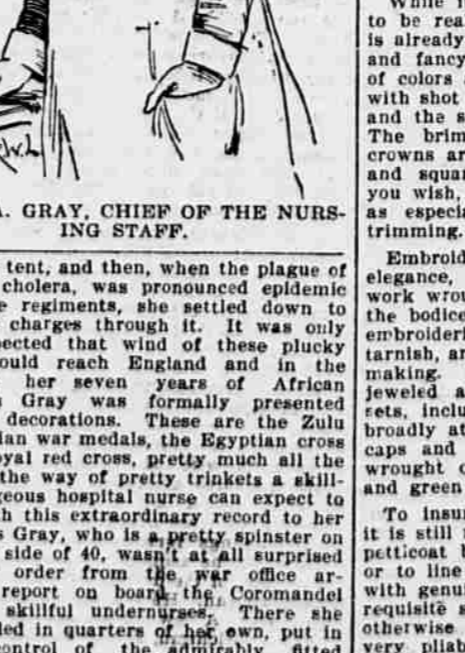 A. GRAY, CHIEF OF THE NURS-
ING STAFF.
tent, and then, when the plague of
cholera, was pronounced epidemic
e regiments, she settled down to
charges through it. It was only
ected that wind of these plucky
ould reach England and in the
her seven years of African
Gray was formally presented
decorations. These are the Zulu
ian war medals, the Egyptian cross
oyal red cross, pretty much all the
the way of pretty trinkets a skill-
geous hospital nurse can expect to
h this extraordinary record to her
s Gray, who is a pretty spinster on
side of 40, wasn't at all surprised
order from the war office ar-
report on board the Coromandel
skillful undernurses. There she
led in quarters of her own, put in
control of the admirably fitted
While
to be rea
is already
and fancy
of colors
with shot
and the s
The brim
crowns ar
and squar
you wish,
as especi
trimming.
Embroid
elegance,
work wrou
the bodice
embroideri
tarnish, an
making.
jeweled a
sets, inclu
broadly at
caps and
wrought o
and green
To insur
it is still
petticoat b
or to line
with genu
requisite s
otherwise
very pliab